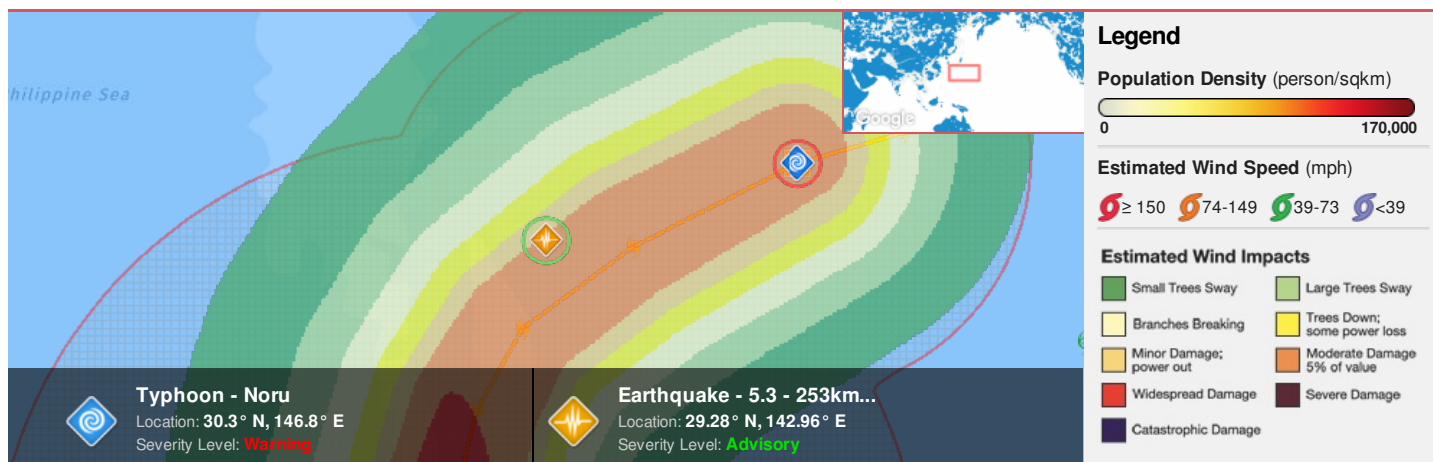 Philippine Sea
Google
Typhoon - Noru
Location: 30.3° N, 146.8° E
Severity Level: Warning
Earthquake - 5.3 - 253km...
Location: 29.28° N, 142.96° E
Severity Level: Advisory
Legend
Population Density (person/sqkm)
0 170,000
Estimated Wind Speed (mph)
≥ 150 74-149 39-73 <39
Estimated Wind Impacts
Small Trees Sway Large Trees Sway
Branches Breaking Trees Down;
some power loss
Minor Damage; Moderate Damage
power out 5% of value
Widespread Damage Severe Damage
Catastrophic Damage